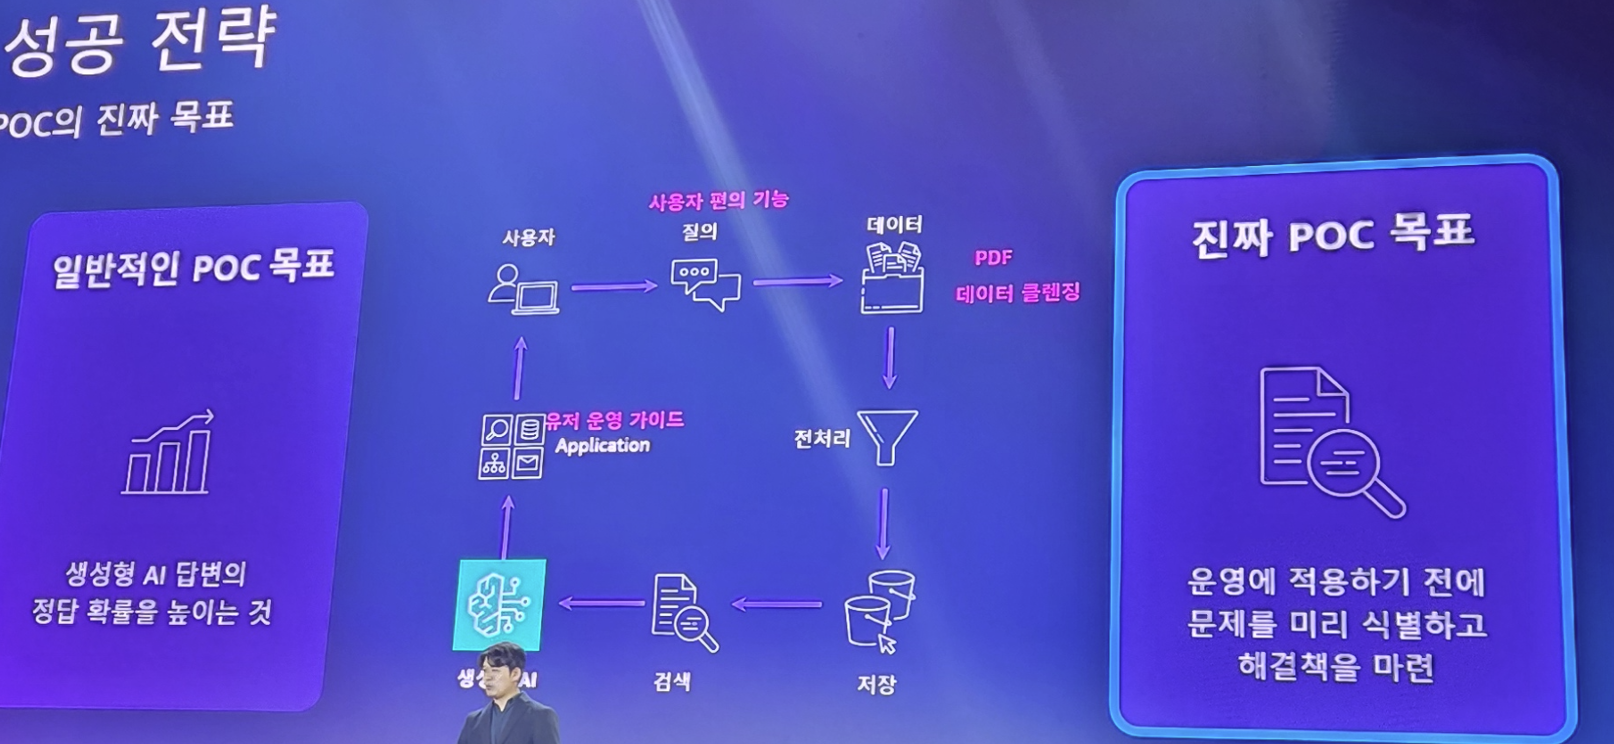 성공 전략
POC의 진짜 목표
일반적인 POC 목표
생성형 AI 답변의
정답 확률을 높이는 것
사용자
사용자 편의 기능
질의
데이터
PDF
데이터 클렌징
전처리
저장
검색
AI
유저 운영 가이드
Application
진짜 POC 목표
운영에 적용하기 전에
문제를 미리 식별하고
해결책을 마련